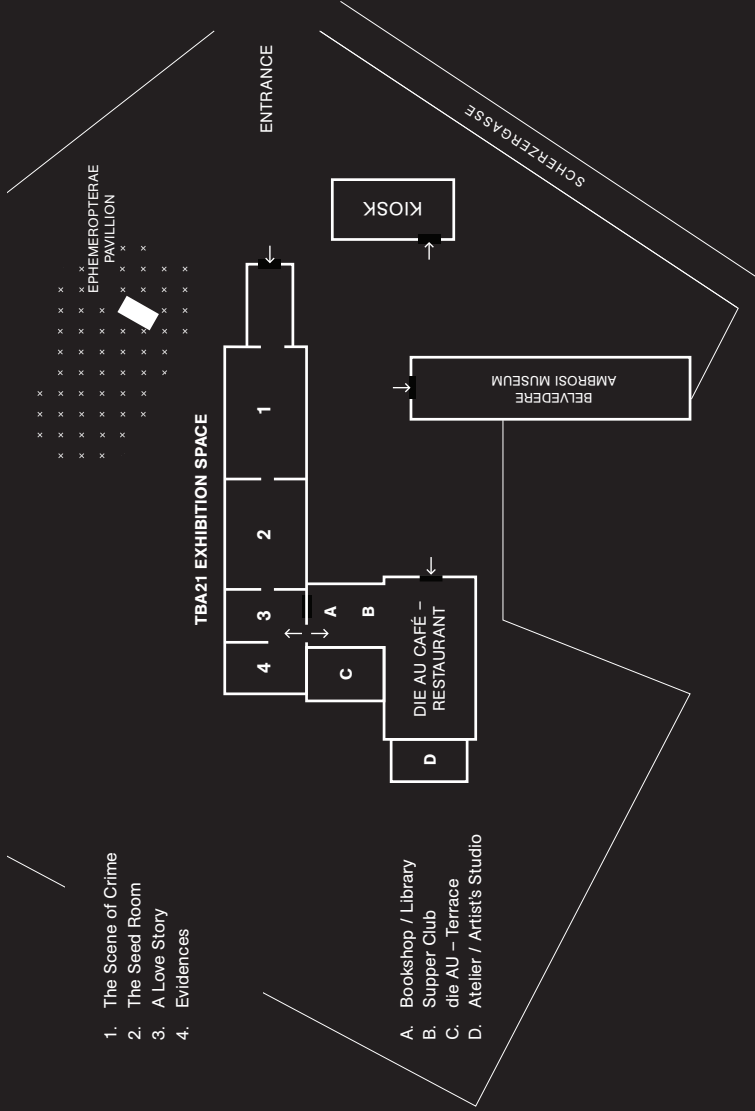 ENTRANCE
SCHERZERGASSE
EPHEMEROPTERAE
PAVILLION
KIOSK
BELVEDERE
AMBROSI MUSEUM
TBA21 EXHIBITION SPACE
1
2
3
4
A
B
C
D
DIE AU CAFÉ –
RESTAURANT
1. The Scene of Crime
2. The Seed Room
3. A Love Story
4. Evidences
A. Bookshop / Library
B. Supper Club
C. die AU – Terrace
D. Atelier / Artist's Studio